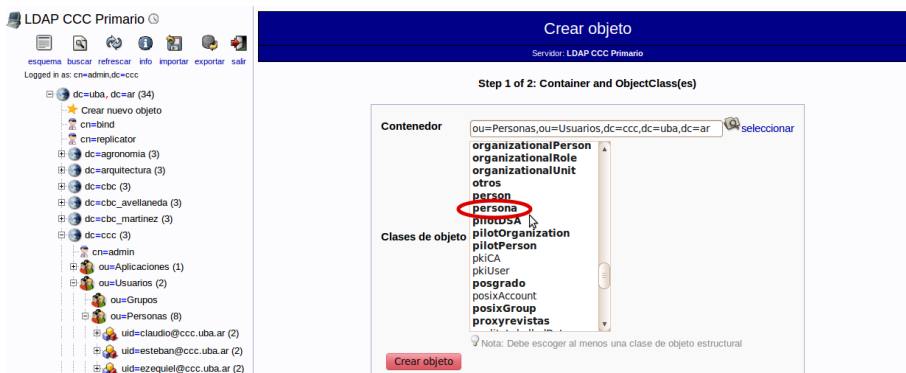 LDAP CCC Primario
esquema buscar refrescar info importar exportar salir
Logged in as: cn=admin,dc=ccc
dc=uba, dc=ar (34)
Crear nuevo objeto
cn=bind
cn=replicator
dc=agronomia (3)
dc=arquitectura (3)
dc=cbc (3)
dc=cbc_avellaneda (3)
dc=cbc_martinez (3)
dc=ccc (3)
cn=admin
ou=Aplicaciones (1)
ou=Usuarios (2)
ou=Grupos
ou=Personas (8)
uid=claudio@ccc.uba.ar (2)
uid=esteban@ccc.uba.ar (2)
uid=ezequiel@ccc.uba.ar (2)
Crear objeto
Servidor: LDAP CCC Primario
Step 1 of 2: Container and ObjectClass(es)
Contenedor
ou=Personas,ou=Usuarios,dc=ccc,dc=uba,dc=ar
seleccionar
Clases de objeto
organizationalPerson
organizationalRole
organizationalUnit
otros
person
persona
pilotDSA
pilotOrganization
pilotPerson
pkiCA
pkiUser
posgrado
posixAccount
posixGroup
proxyrevistas
Nota: Debe escoger al menos una clase de objeto estructural
Crear objeto